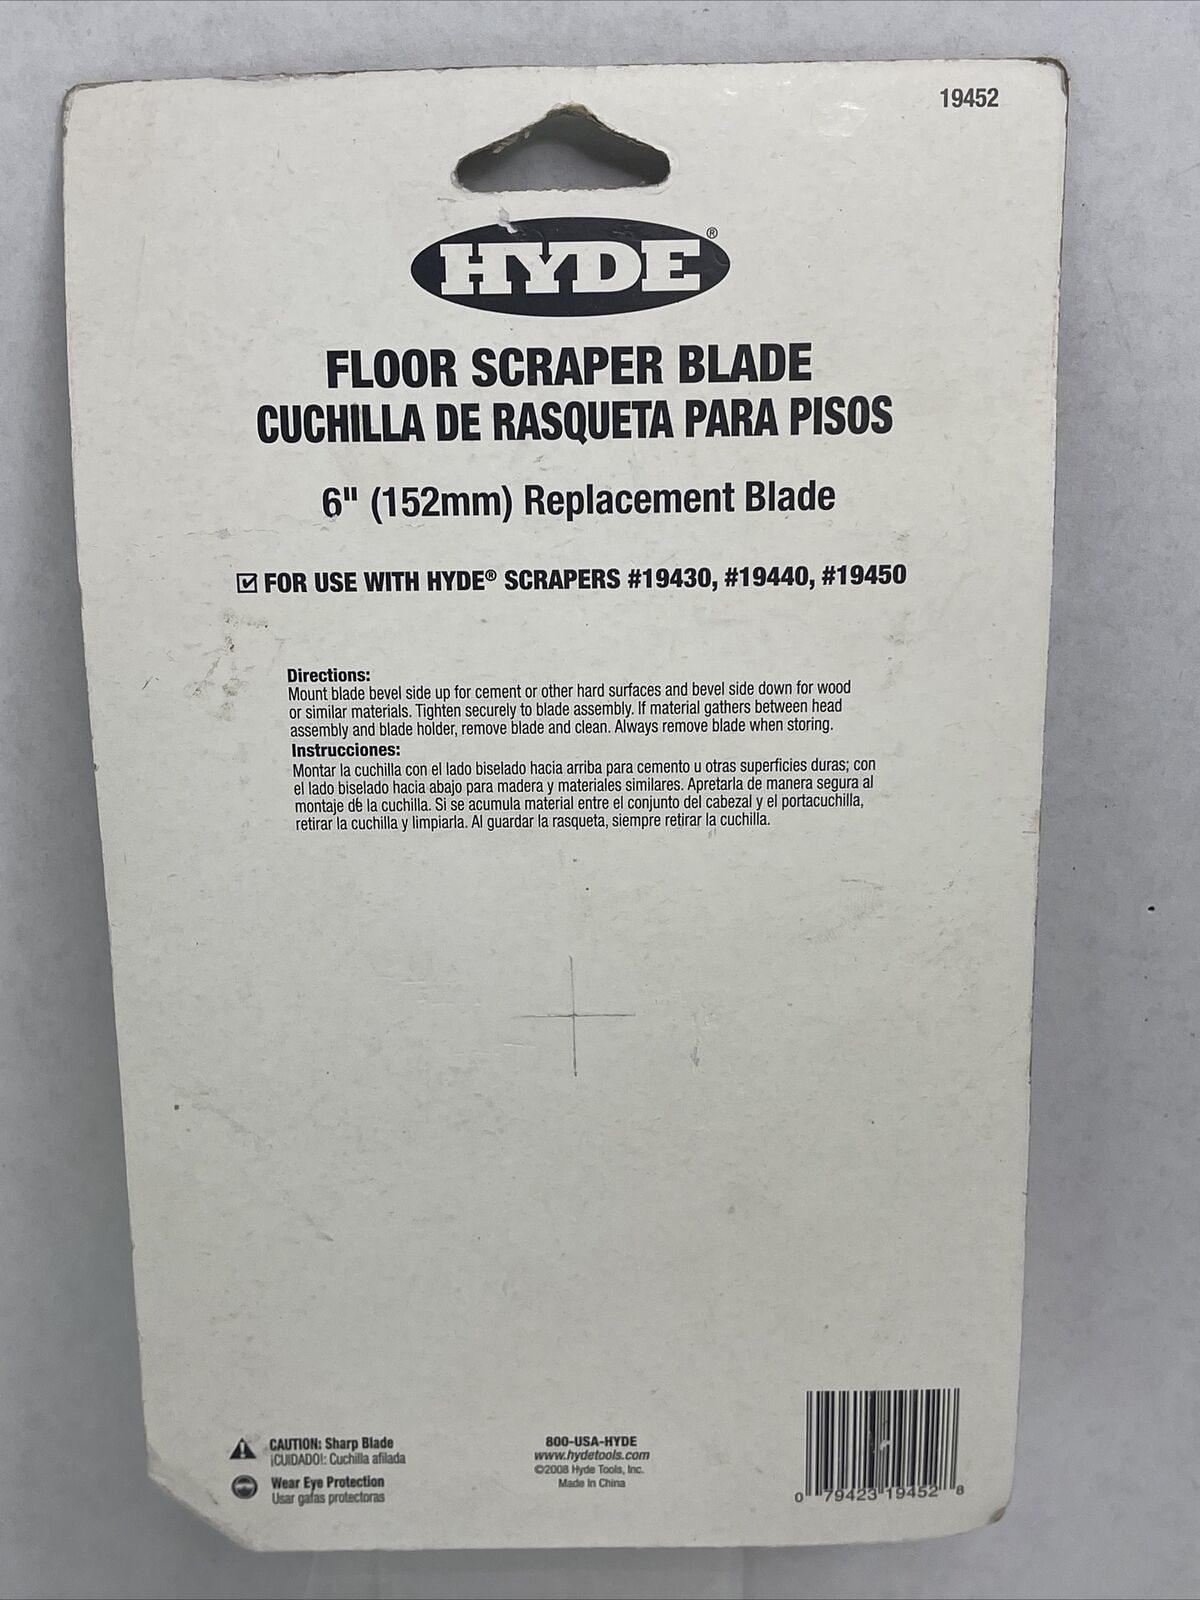 19452
HYDE®
FLOOR SCRAPER BLADE
CUCHILLA DE RASQUETA PARA PISOS
6" (152mm) Replacement Blade
☑ FOR USE WITH HYDE® SCRAPERS #19430, #19440, #19450
Directions:
Mount blade bevel side up for cement or other hard surfaces and bevel side down for wood
or similar materials. Tighten securely to blade assembly. If material gathers between head
assembly and blade holder, remove blade and clean. Always remove blade when storing.
Instrucciones:
Montar la cuchilla con el lado biselado hacia arriba para cemento u otras superficies duras; con
el lado biselado hacia abajo para madera y materiales similares. Apretarla de manera segura al
montaje de la cuchilla. Si se acumula material entre el conjunto del cabezal y el portacuchilla,
retirar la cuchilla y limpiarla. Al guardar la rasqueta, siempre retirar la cuchilla.
CAUTION: Sharp Blade
¡CUIDADO!: Cuchilla afilada
Wear Eye Protection
Usar gafas protectoras
800-USA-HYDE
www.hydetools.com
©2008 Hyde Tools, Inc.
Made In China
0 79423 19452 8